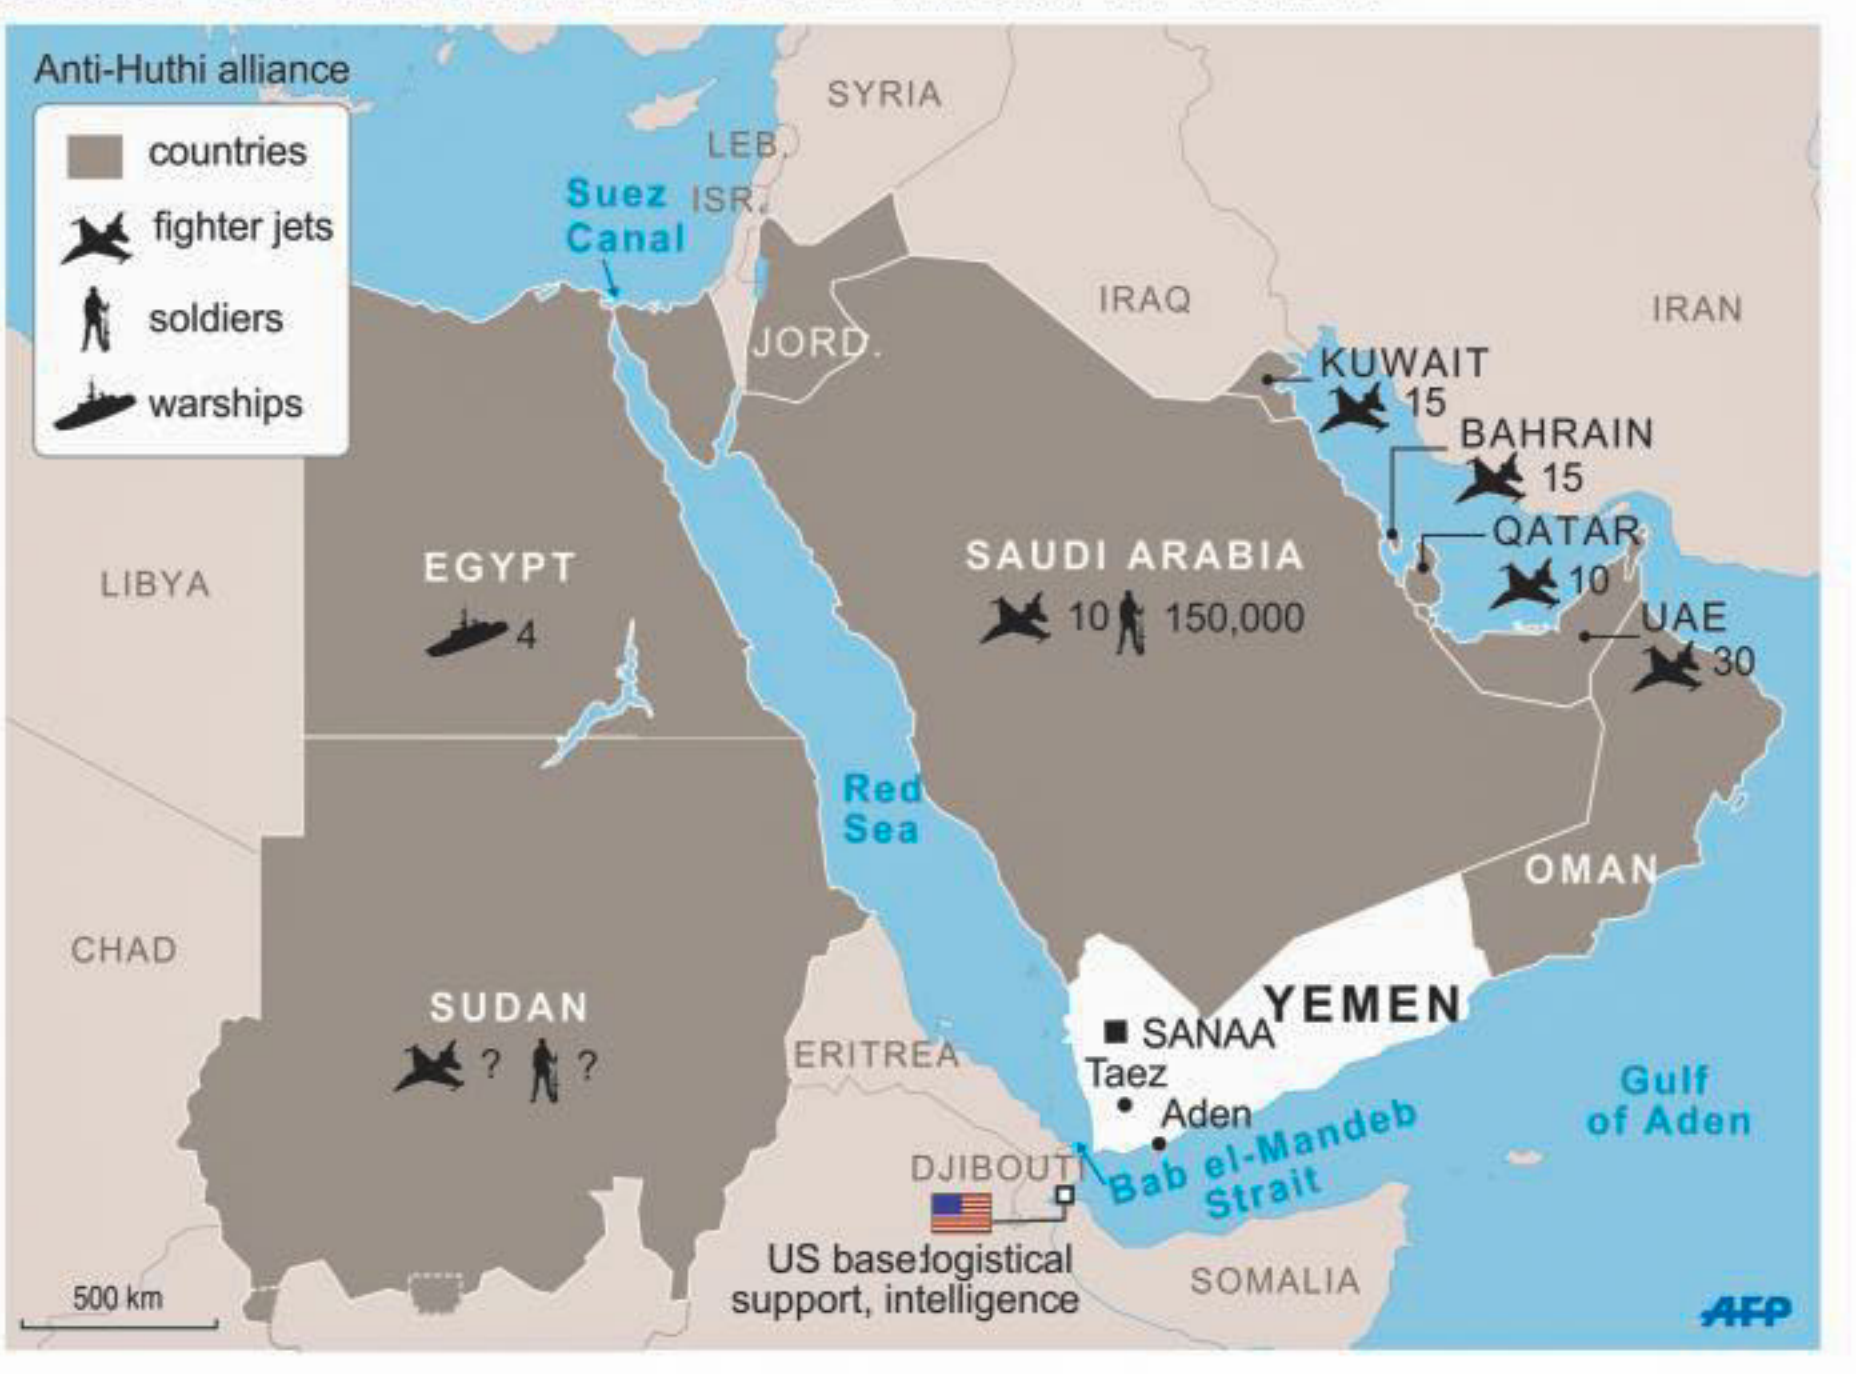 Anti-Huthi alliance
countries
fighter jets
soldiers
warships
SYRIA
LEB.
ISR.
Suez
Canal
JORD.
IRAQ
IRAN
KUWAIT
15
BAHRAIN
15
QATAR
10
UAE
30
LIBYA
EGYPT
4
SAUDI ARABIA
10 150,000
Red
Sea
OMAN
CHAD
SUDAN
? ?
ERITREA
YEMEN
SANAA
Taez
Aden
Gulf
of Aden
Bab el-Mandeb
Strait
DJIBOUTI
US base:logistical
support, intelligence
SOMALIA
500 km
AFP